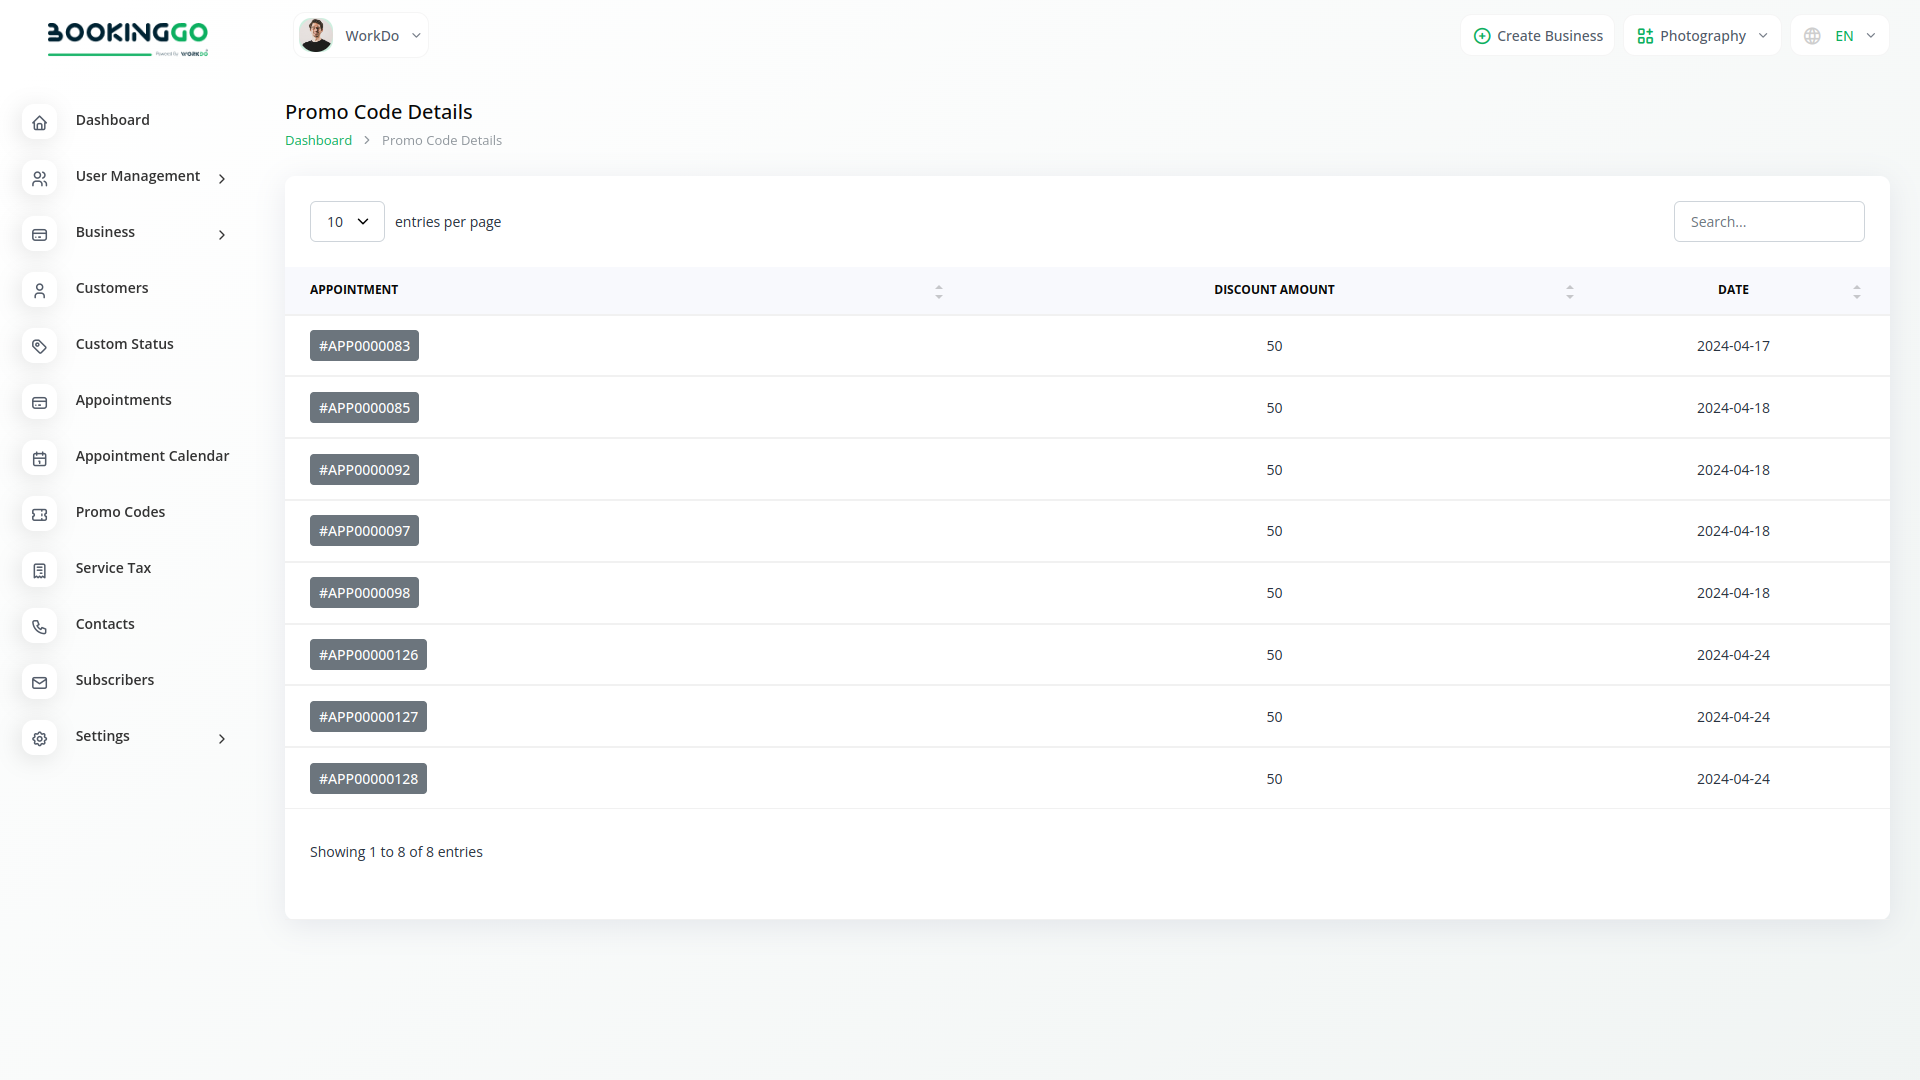 BOOKINGGO
Powered By WORKDO
WorkDo
Create Business
Photography
EN
Dashboard
User Management
Business
Customers
Custom Status
Appointments
Appointment Calendar
Promo Codes
Service Tax
Contacts
Subscribers
Settings
Promo Code Details
Dashboard > Promo Code Details
10 entries per page
Search...
APPOINTMENT DISCOUNT AMOUNT DATE
#APP0000083 50 2024-04-17
#APP0000085 50 2024-04-18
#APP0000092 50 2024-04-18
#APP0000097 50 2024-04-18
#APP0000098 50 2024-04-18
#APP00000126 50 2024-04-24
#APP00000127 50 2024-04-24
#APP00000128 50 2024-04-24
Showing 1 to 8 of 8 entries